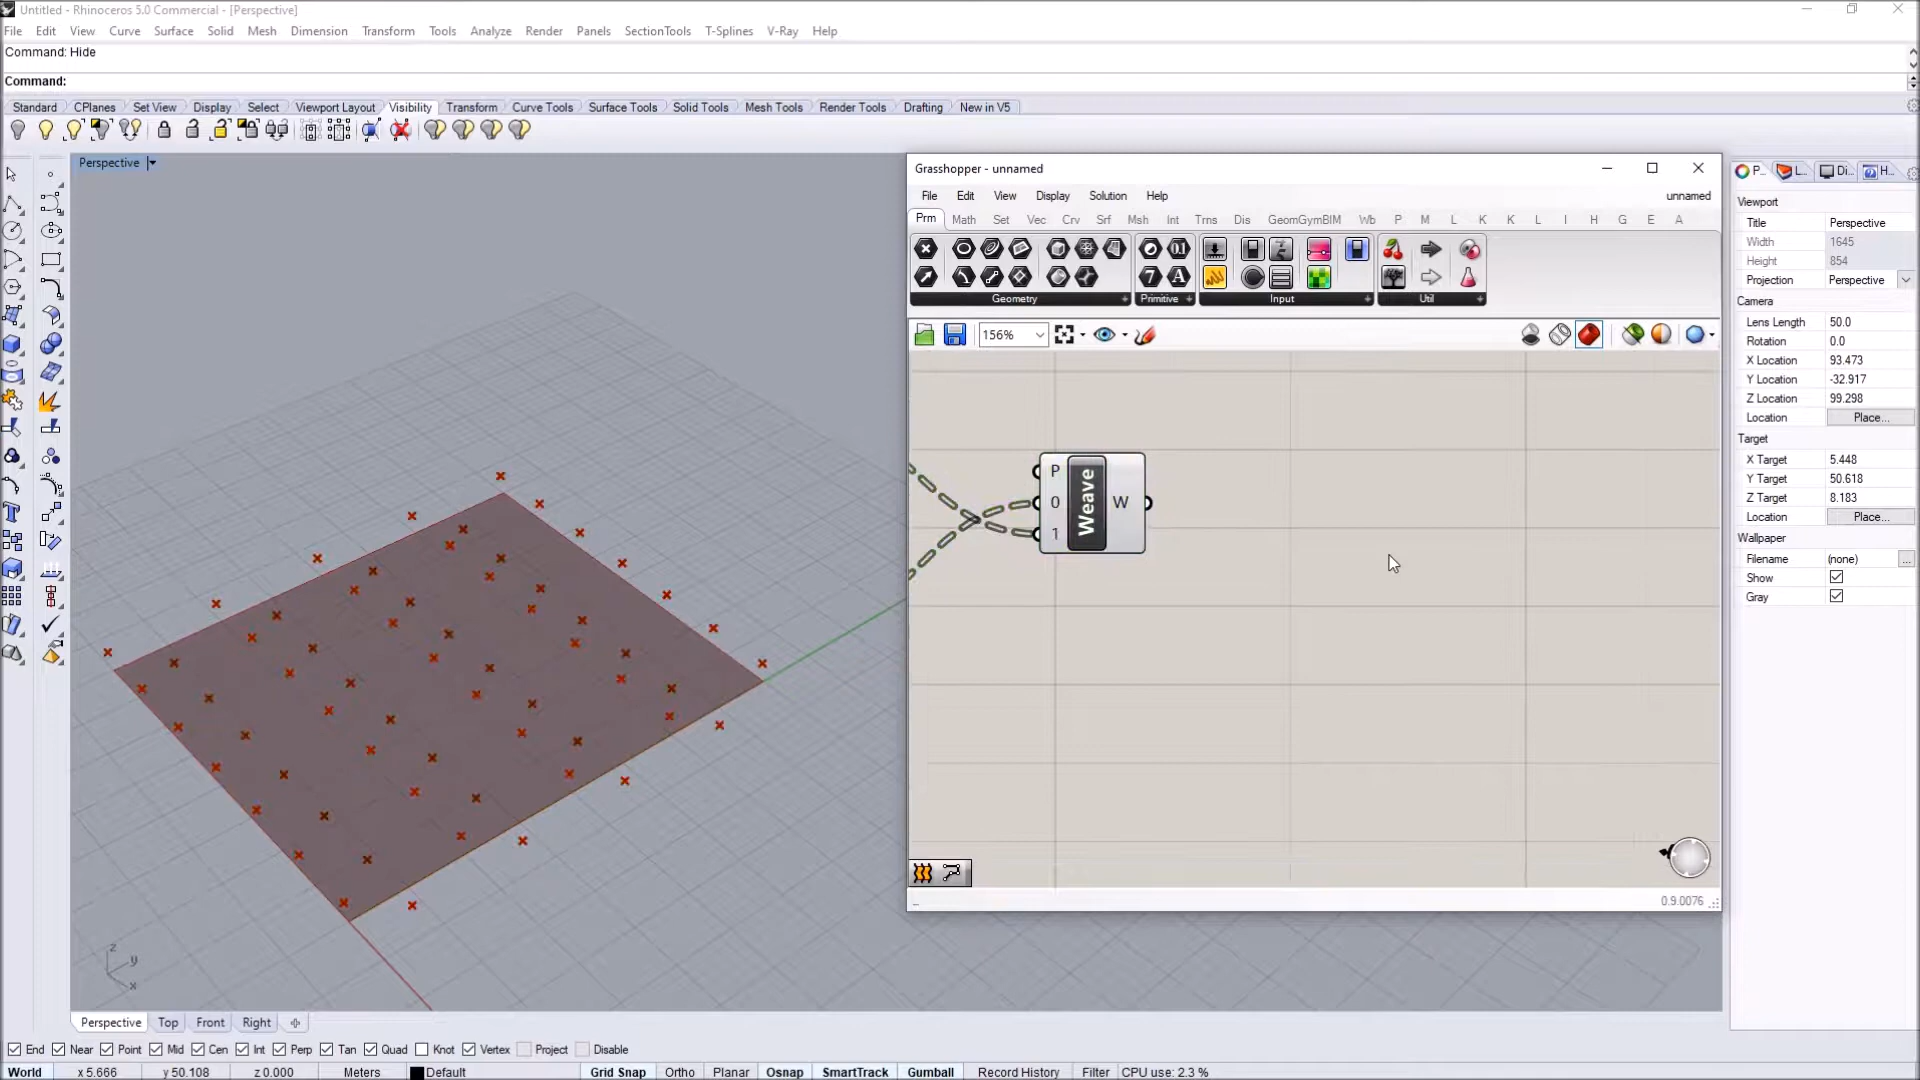 Untitled - Rhinoceros 5.0 Commercial - [Perspective]
File Edit View Curve Surface Solid Mesh Dimension Transform Tools Analyze Render Panels SectionTools T-Splines V-Ray Help
Command: Hide
Command:
Standard CPlanes Set View Display Select Viewport Layout Visibility Transform Curve Tools Surface Tools Solid Tools Mesh Tools Render Tools Drafting New in V5
Perspective
Grasshopper - unnamed
File Edit View Display Solution Help unnamed
Prm Math Set Vec Crv Srf Msh Int Trns Dis GeomGymBIM Wb P M L K K L I H G E A
Geometry Primitive Input Util
156%
P
0 Weave W
1
0.9.0076
P... L... Di... H...
Viewport
Title Perspective
Width 1645
Height 854
Projection Perspective
Camera
Lens Length 50.0
Rotation 0.0
X Location 93.473
Y Location -32.917
Z Location 99.298
Location Place...
Target
X Target 5.448
Y Target 50.618
Z Target 8.183
Location Place...
Wallpaper
Filename (none) ...
Show
Gray
z
y
x
Perspective Top Front Right
End Near Point Mid Cen Int Perp Tan Quad Knot Vertex Project Disable
World x 5.666 y 50.108 z 0.000 Meters Default Grid Snap Ortho Planar Osnap SmartTrack Gumball Record History Filter CPU use: 2.3 %